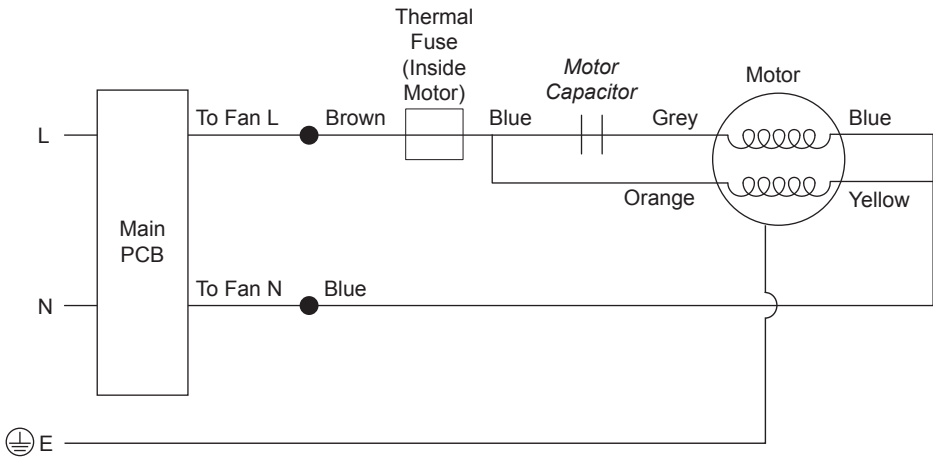 Thermal
Fuse
(Inside
Motor)
Motor
Capacitor
Motor
L
To Fan L
Brown
Blue
Grey
Blue
Orange
Yellow
Main
PCB
N
To Fan N
Blue
E